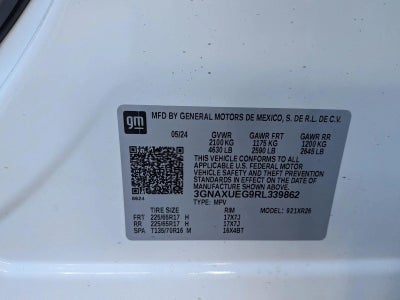 gm
MFD BY GENERAL MOTORS DE MEXICO, S. DE R.L. DE C.V.
05/24 GVWR GAWR FRT GAWR RR
2100 KG 1175 KG 1200 KG
4630 LB 2590 LB 2645 LB
THIS VEHICLE CONFORMS TO ALL APPLICABLE
U.S. FEDERAL MOTOR VEHICLE SAFETY AND THEFT PREVENTION
STANDARDS IN EFFECT ON THE DATE OF
MANUFACTURE SHOWN ABOVE.
3GNAXUEG9RL339862
TYPE: MPV MODEL: 921XR26
TIRE SIZE RIM
FRT 225/65R17 H 17X7J
RR 225/65R17 H 17X7J
SPA T135/70R16 M 16X4BT